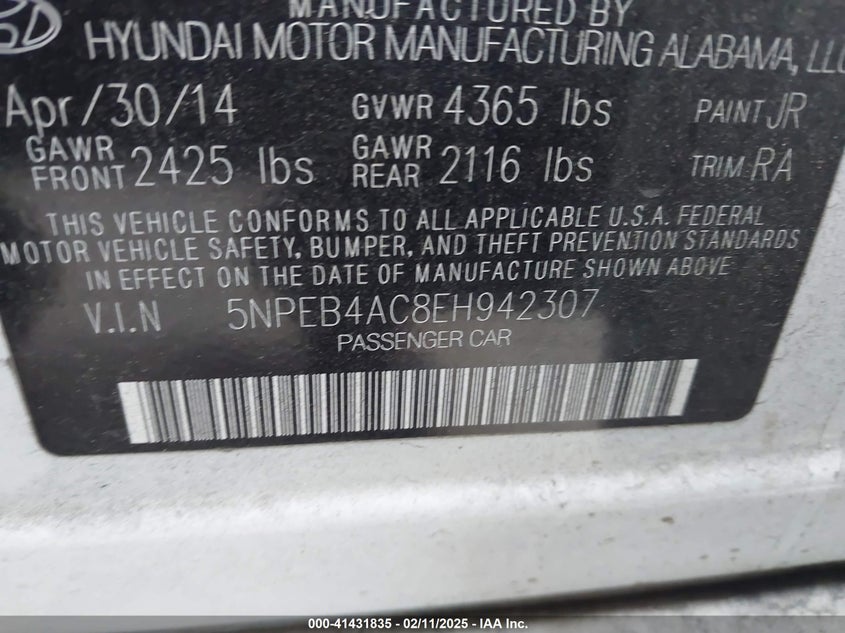 MANUFACTURED BY
HYUNDAI MOTOR MANUFACTURING ALABAMA, LLC
Apr/30/14 GVWR 4365 lbs PAINT JR
GAWR FRONT 2425 lbs GAWR REAR 2116 lbs TRIM RA
THIS VEHICLE CONFORMS TO ALL APPLICABLE U.S.A. FEDERAL
MOTOR VEHICLE SAFETY, BUMPER, AND THEFT PREVENTION STANDARDS
IN EFFECT ON THE DATE OF MANUFACTURE SHOWN ABOVE
V.I.N 5NPEB4AC8EH942307
PASSENGER CAR
000-41431835 - 02/11/2025 - IAA Inc.